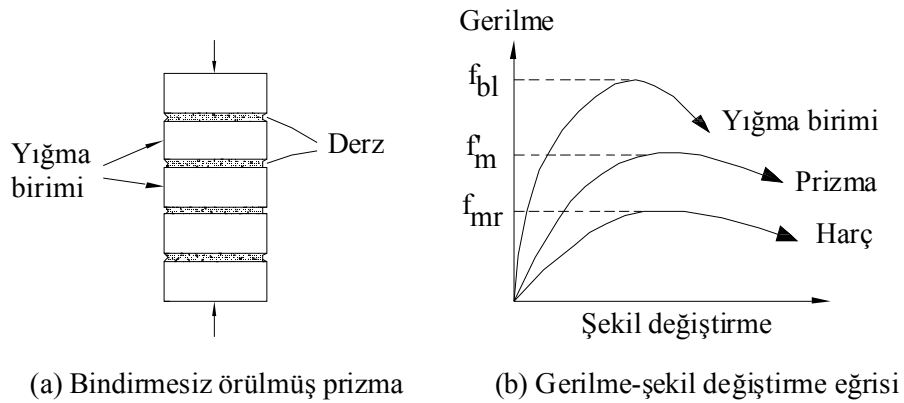 Yığma
birimi
Derz
(a) Bindirmesiz örülmüş prizma
Gerilme
f_bl
f'_m
f_mr
Yığma birimi
Prizma
Harç
Şekil değiştirme
(b) Gerilme-şekil değiştirme eğrisi